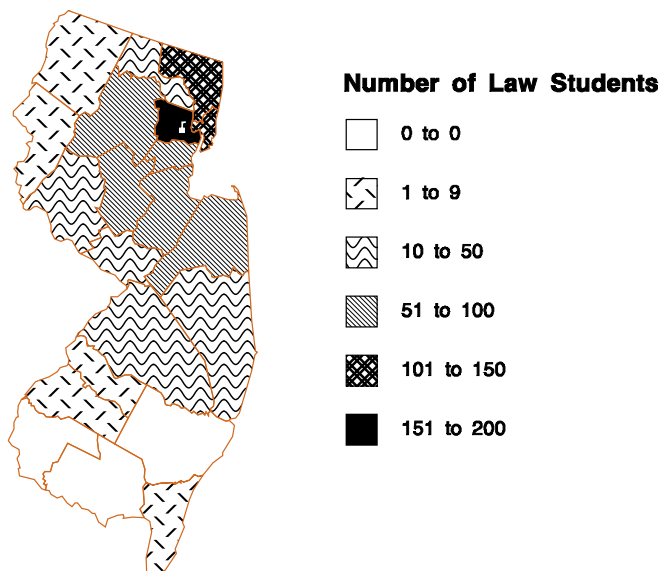 Number of Law Students
0 to 0
1 to 9
10 to 50
51 to 100
101 to 150
151 to 200